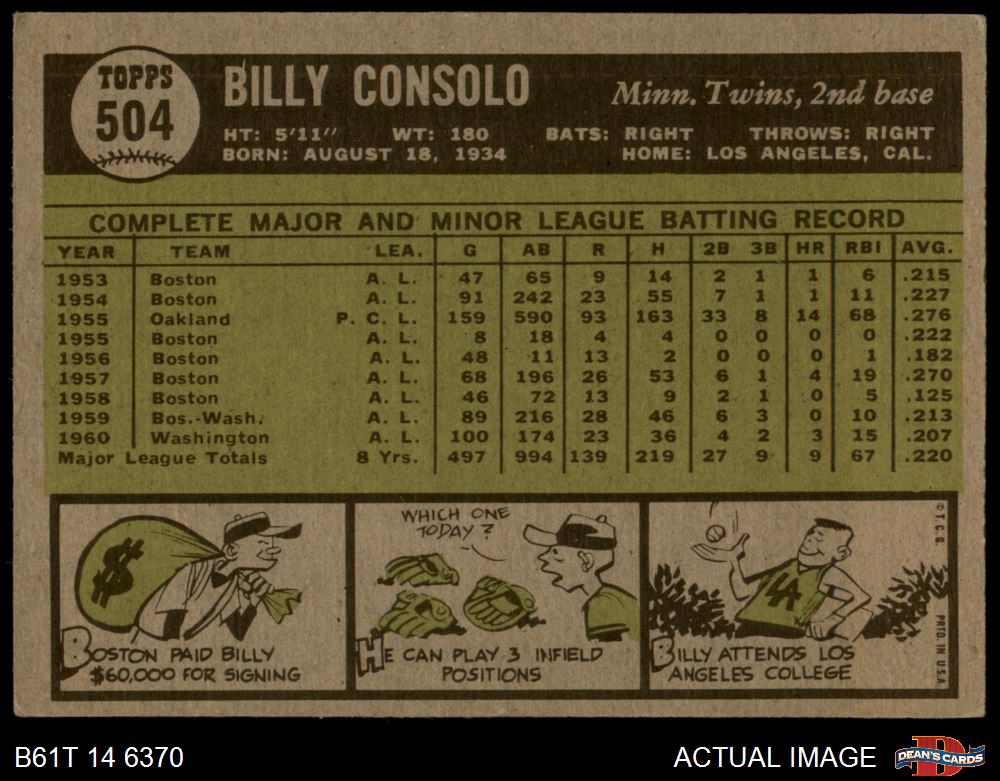 TOPPS
504
BILLY CONSOLO
Minn. Twins, 2nd base
HT: 5'11" WT: 180 BATS: RIGHT THROWS: RIGHT
BORN: AUGUST 18, 1934 HOME: LOS ANGELES, CAL.
COMPLETE MAJOR AND MINOR LEAGUE BATTING RECORD
YEAR TEAM LEA. G AB R H 2B 3B HR RBI AVG.
1953 Boston A. L. 47 65 9 14 2 1 1 6 .215
1954 Boston A. L. 91 242 23 55 7 1 1 11 .227
1955 Oakland P. C. L. 159 590 93 163 33 8 14 68 .276
1955 Boston A. L. 8 18 4 4 0 0 0 0 .222
1956 Boston A. L. 48 11 13 2 0 0 0 1 .182
1957 Boston A. L. 68 196 26 53 6 1 4 19 .270
1958 Boston A. L. 46 72 13 9 2 1 0 5 .125
1959 Bos.-Wash. A. L. 89 216 28 46 6 3 0 10 .213
1960 Washington A. L. 100 174 23 36 4 2 3 15 .207
Major League Totals 8 Yrs. 497 994 139 219 27 9 9 67 .220
$
BOSTON PAID BILLY
$60,000 FOR SIGNING
WHICH ONE
TODAY?
HE CAN PLAY 3 INFIELD
POSITIONS
LA
BILLY ATTENDS LOS
ANGELES COLLEGE
© T. C. G.
PRTD. IN U.S.A.
B61T 14 6370
ACTUAL IMAGE
D
DEAN'S CARDS